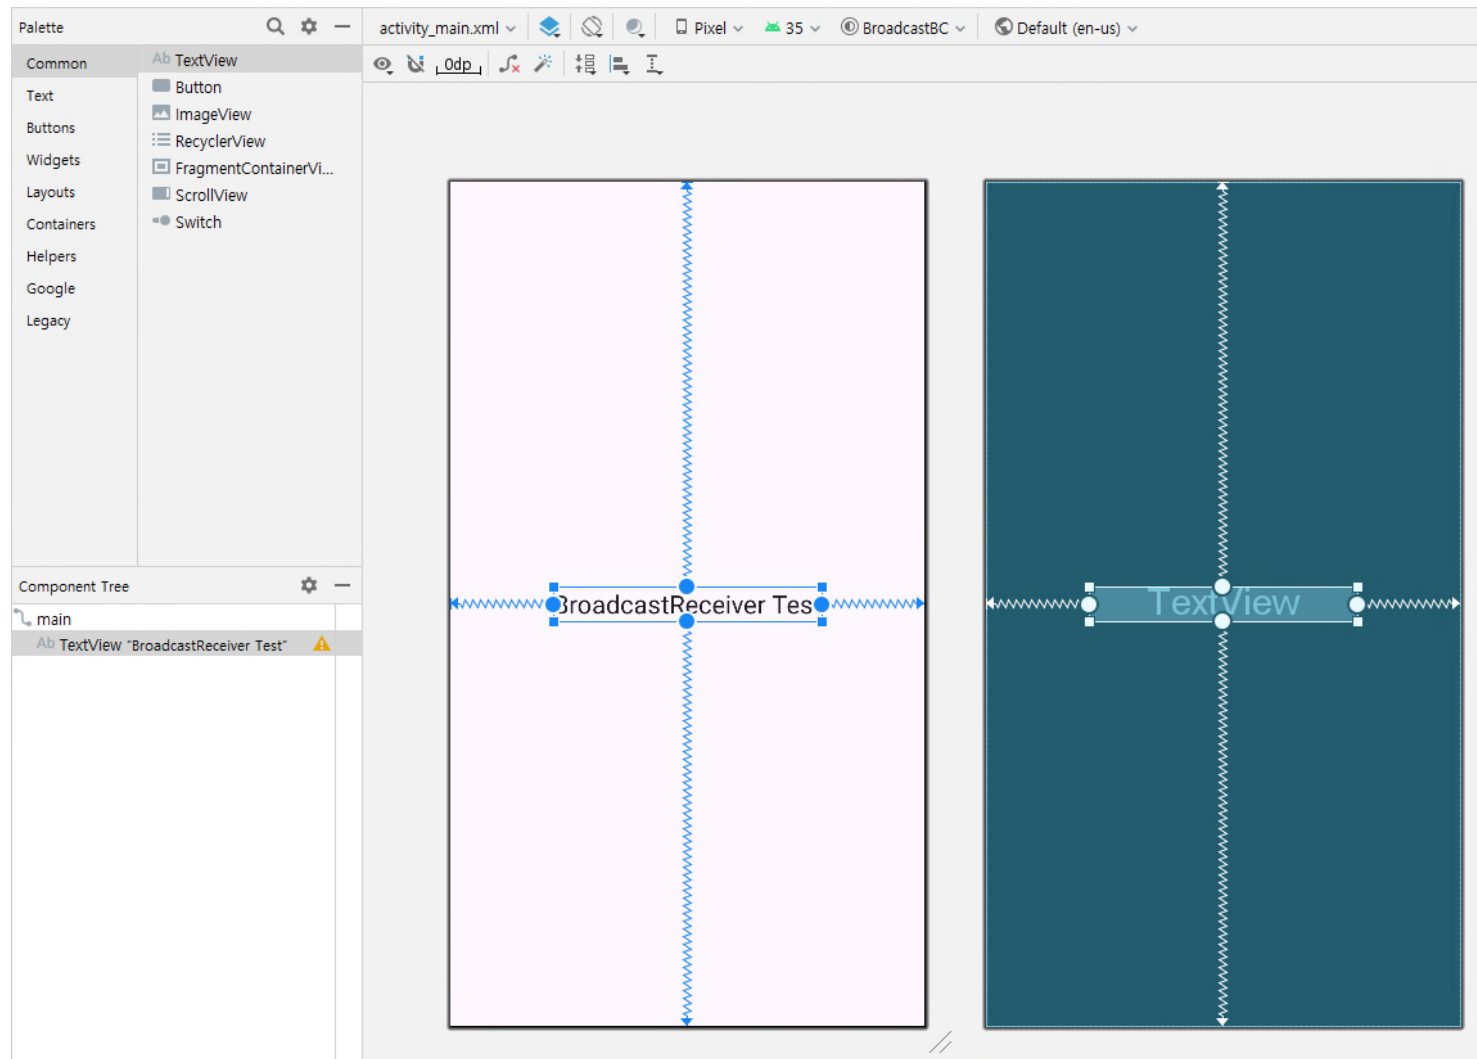 Palette
activity_main.xml
Pixel
35
BroadcastBC
Default (en-us)
Common
Text
Buttons
Widgets
Layouts
Containers
Helpers
Google
Legacy
Ab TextView
Button
ImageView
RecyclerView
FragmentContainerVi...
ScrollView
Switch
0dp
Component Tree
main
Ab TextView "BroadcastReceiver Test"
BroadcastReceiver Tes
TextView